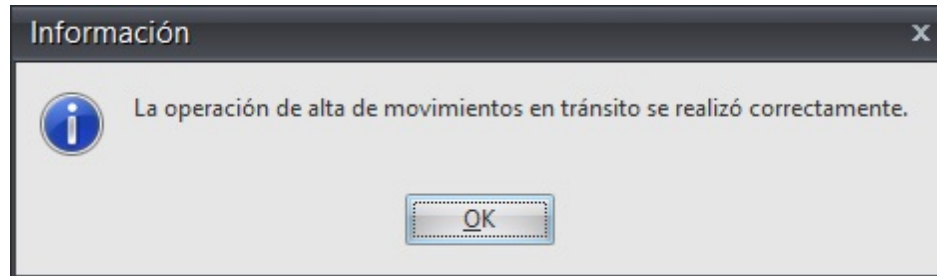 Información
La operación de alta de movimientos en tránsito se realizó correctamente.
OK